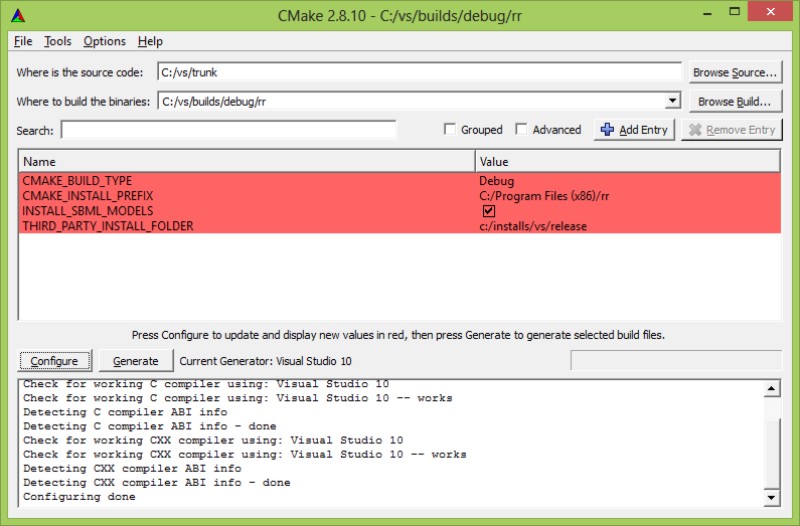 CMake 2.8.10 - C:/vs/builds/debug/rr
File Tools Options Help
Where is the source code: C:/vs/trunk Browse Source...
Where to build the binaries: C:/vs/builds/debug/rr Browse Build...
Search: Grouped Advanced Add Entry Remove Entry
Name Value
CMAKE_BUILD_TYPE Debug
CMAKE_INSTALL_PREFIX C:/Program Files (x86)/rr
INSTALL_SBML_MODELS
THIRD_PARTY_INSTALL_FOLDER c:/installs/vs/release
Press Configure to update and display new values in red, then press Generate to generate selected build files.
Configure Generate Current Generator: Visual Studio 10
Check for working C compiler using: Visual Studio 10
Check for working C compiler using: Visual Studio 10 -- works
Detecting C compiler ABI info
Detecting C compiler ABI info - done
Check for working CXX compiler using: Visual Studio 10
Check for working CXX compiler using: Visual Studio 10 -- works
Detecting CXX compiler ABI info
Detecting CXX compiler ABI info - done
Configuring done